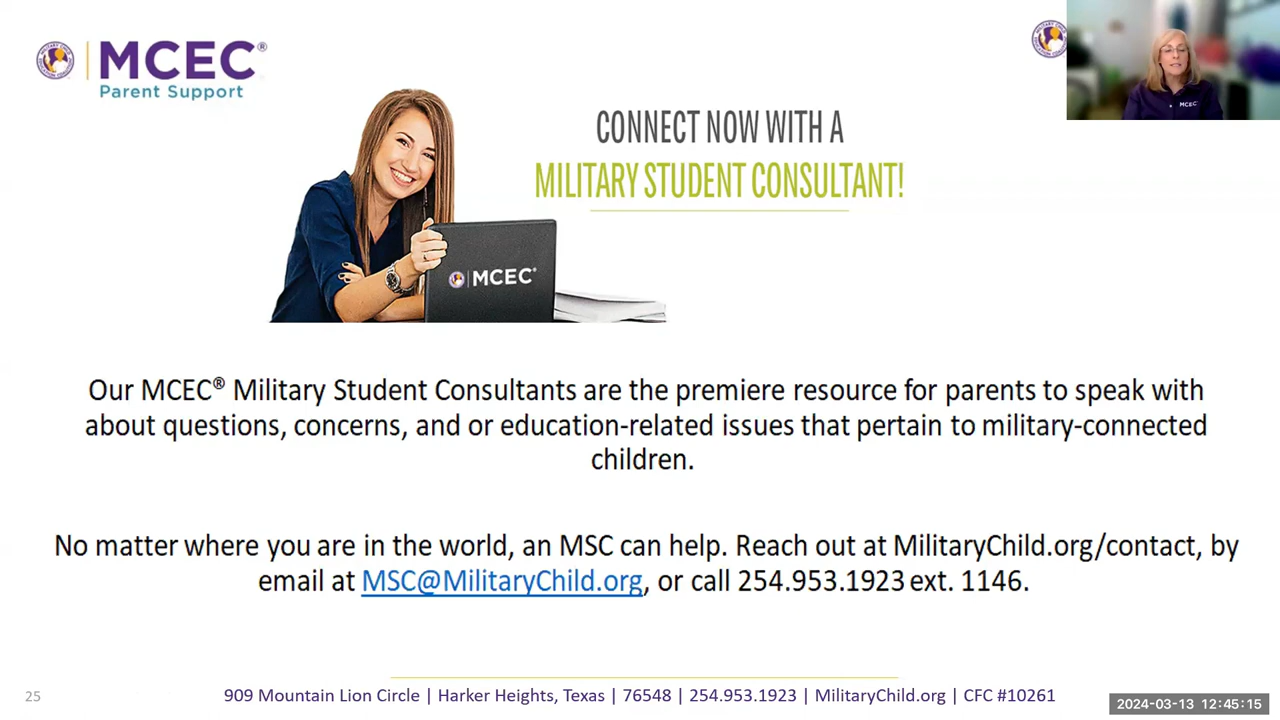 MCEC®
Parent Support
CONNECT NOW WITH A
MILITARY STUDENT CONSULTANT!
MCEC®
MCEC
Our MCEC® Military Student Consultants are the premiere resource for parents to speak with
about questions, concerns, and or education-related issues that pertain to military-connected
children.
No matter where you are in the world, an MSC can help. Reach out at MilitaryChild.org/contact, by
email at MSC@MilitaryChild.org, or call 254.953.1923 ext. 1146.
25
909 Mountain Lion Circle | Harker Heights, Texas | 76548 | 254.953.1923 | MilitaryChild.org | CFC #10261
2024-03-13 12:45:15